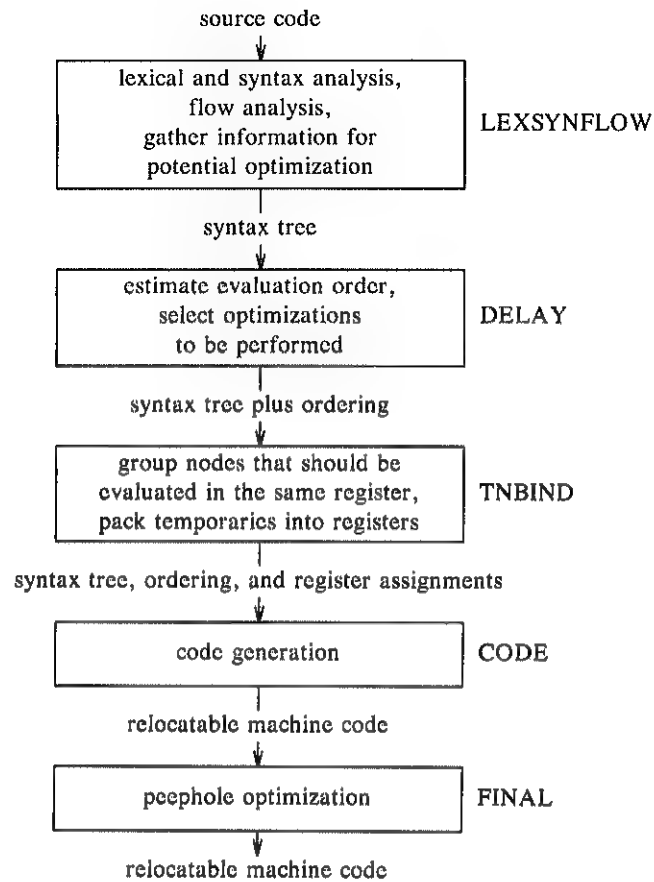 source code
lexical and syntax analysis,
flow analysis,
gather information for
potential optimization
LEXSYNFLOW
syntax tree
estimate evaluation order,
select optimizations
to be performed
DELAY
syntax tree plus ordering
group nodes that should be
evaluated in the same register,
pack temporaries into registers
TNBIND
syntax tree, ordering, and register assignments
code generation
CODE
relocatable machine code
peephole optimization
FINAL
relocatable machine code